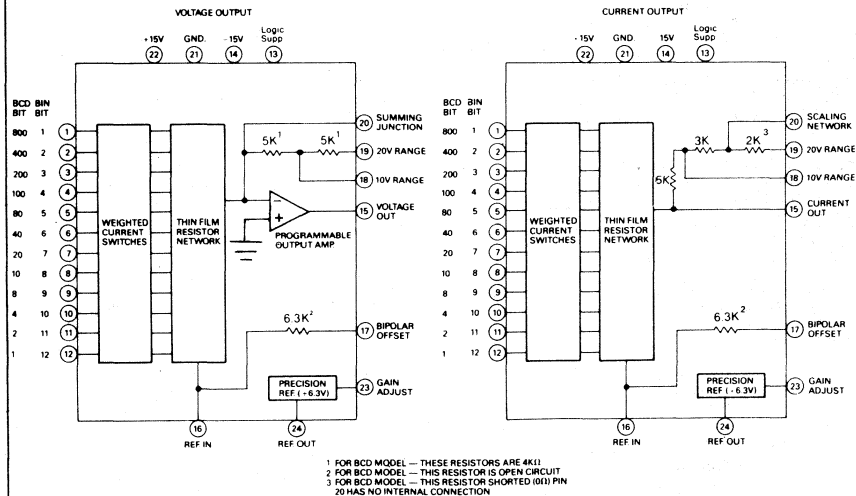 VOLTAGE OUTPUT
+15V
GND.
-15V
Logic
Supp
22
21
14
13
BCD BIN
BIT BIT
800 1 1
400 2 2
200 3 3
100 4 4
80 5 5
40 6 6
20 7 7
10 8 8
8 9 9
4 10 10
2 11 11
1 12 12
WEIGHTED
CURRENT
SWITCHES
THIN FILM
RESISTOR
NETWORK
5K¹
5K¹
-
+
PROGRAMMABLE
OUTPUT AMP
6.3K²
PRECISION
REF (+6.3V)
20 SUMMING
JUNCTION
19 20V RANGE
18 10V RANGE
15 VOLTAGE
OUT
17 BIPOLAR
OFFSET
23 GAIN
ADJUST
16
REF IN
24
REF OUT
CURRENT OUTPUT
-15V
GND.
15V
Logic
Supp
22
21
14
13
BCD BIN
BIT BIT
800 1 1
400 2 2
200 3 3
100 4 4
80 5 5
40 6 6
20 7 7
10 8 8
8 9 9
4 10 10
2 11 11
1 12 12
WEIGHTED
CURRENT
SWITCHES
THIN FILM
RESISTOR
NETWORK
3K
2K³
5K
6.3K²
PRECISION
REF (-6.3V)
20 SCALING
NETWORK
19 20V RANGE
18 10V RANGE
15 CURRENT
OUT
17 BIPOLAR
OFFSET
23 GAIN
ADJUST
16
REF IN
24
REF OUT
1 FOR BCD MODEL — THESE RESISTORS ARE 4KΩ
2 FOR BCD MODEL — THIS RESISTOR IS OPEN CIRCUIT
3 FOR BCD MODEL — THIS RESISTOR SHORTED (0Ω) PIN
20 HAS NO INTERNAL CONNECTION